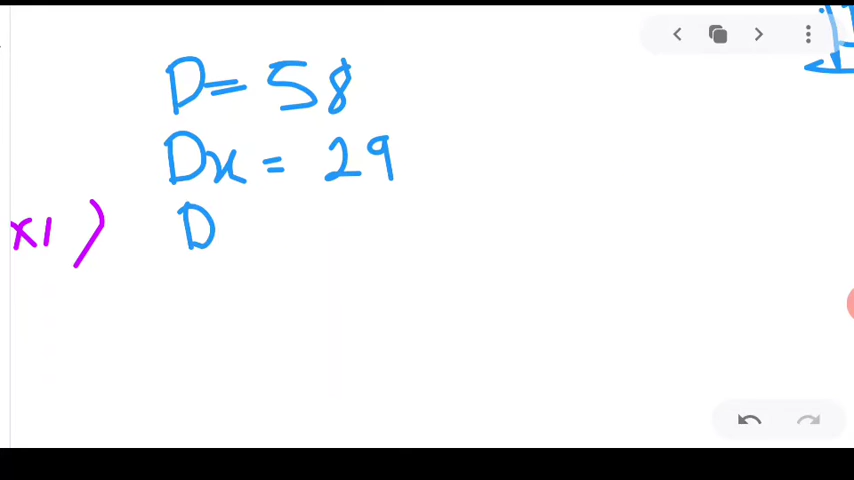 D = 58
Dx = 29
x1 )
D